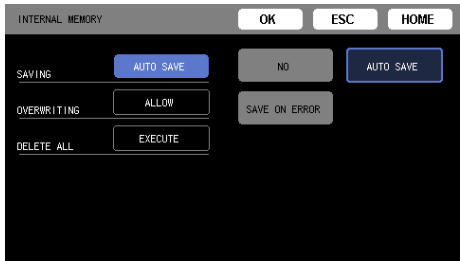 INTERNAL MEMORY OK ESC HOME
SAVING AUTO SAVE NO AUTO SAVE
OVERWRITING ALLOW SAVE ON ERROR
DELETE ALL EXECUTE